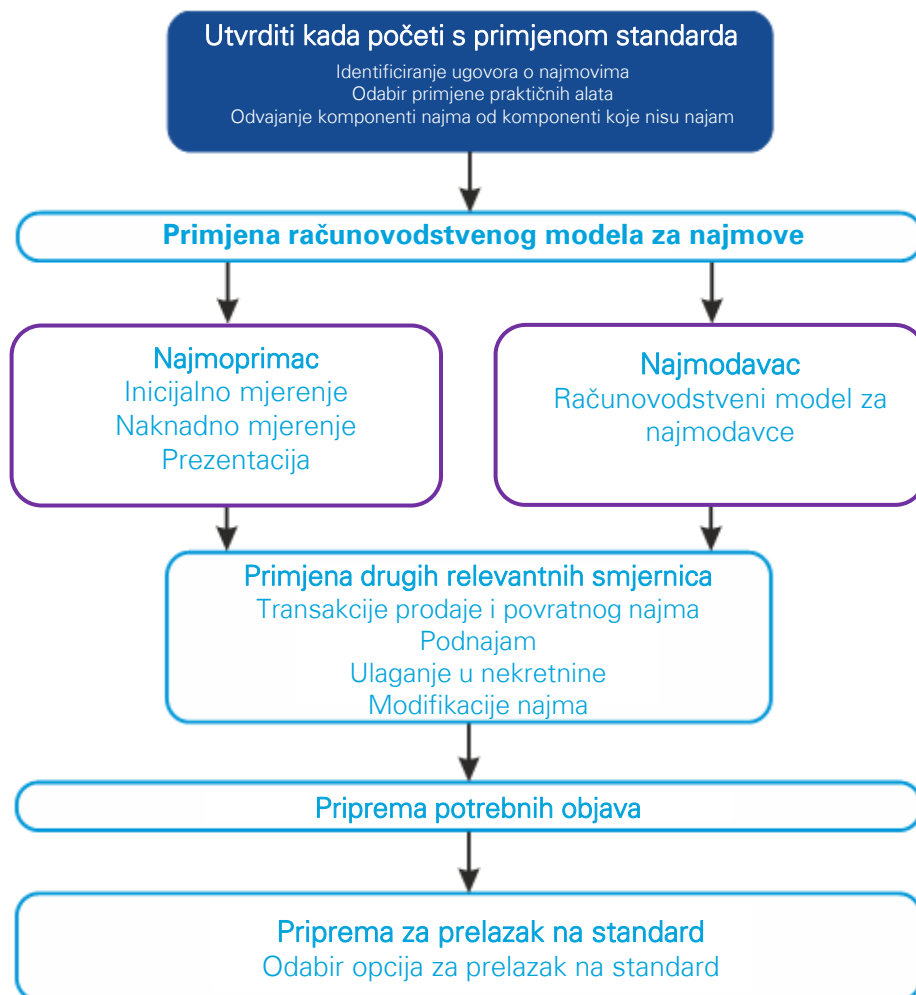 Utvrditi kada početi s primjenom standarda
Identificiranje ugovora o najmovima
Odabir primjene praktičnih alata
Odvajanje komponenti najma od komponenti koje nisu najam
Primjena računovodstvenog modela za najmove
Najmoprimac
Inicijalno mjerenje
Naknadno mjerenje
Prezentacija
Najmodavac
Računovodstveni model za
najmodavce
Primjena drugih relevantnih smjernica
Transakcije prodaje i povratnog najma
Podnajam
Ulaganje u nekretnine
Modifikacije najma
Priprema potrebnih objava
Priprema za prelazak na standard
Odabir opcija za prelazak na standard